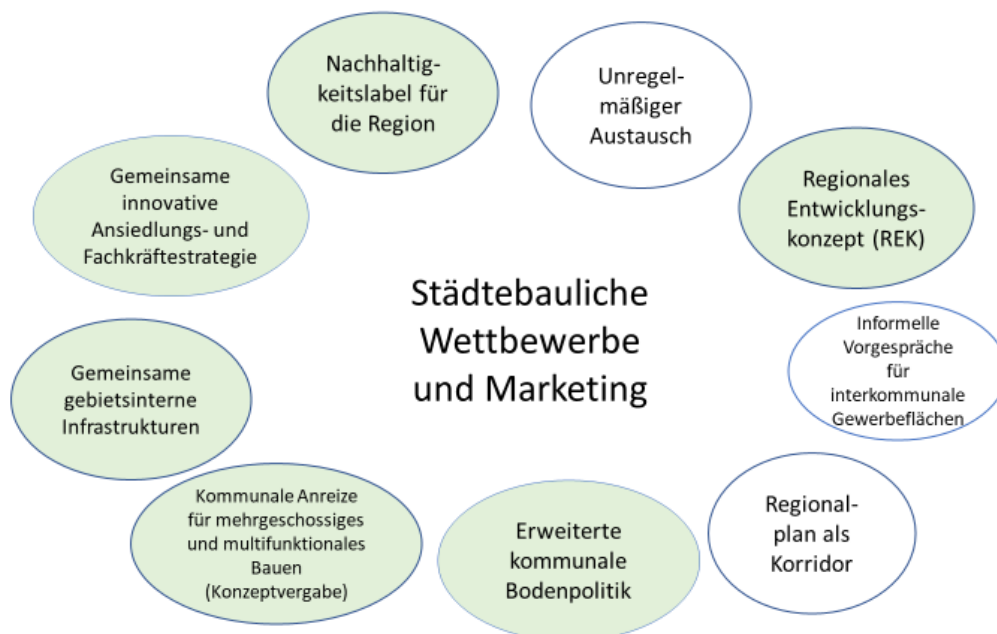 Nachhaltig-
keitslabel für
die Region
Unregel-
mäßiger
Austausch
Gemeinsame
innovative
Ansiedlungs- und
Fachkräftestrategie
Regionales
Entwicklungs-
konzept (REK)
Städtebauliche
Wettbewerbe
und Marketing
Informelle
Vorgespräche
für
interkommunale
Gewerbeflächen
Gemeinsame
gebietsinterne
Infrastrukturen
Kommunale Anreize
für mehrgeschossiges
und multifunktionales
Bauen
(Konzeptvergabe)
Erweiterte
kommunale
Bodenpolitik
Regional-
plan als
Korridor